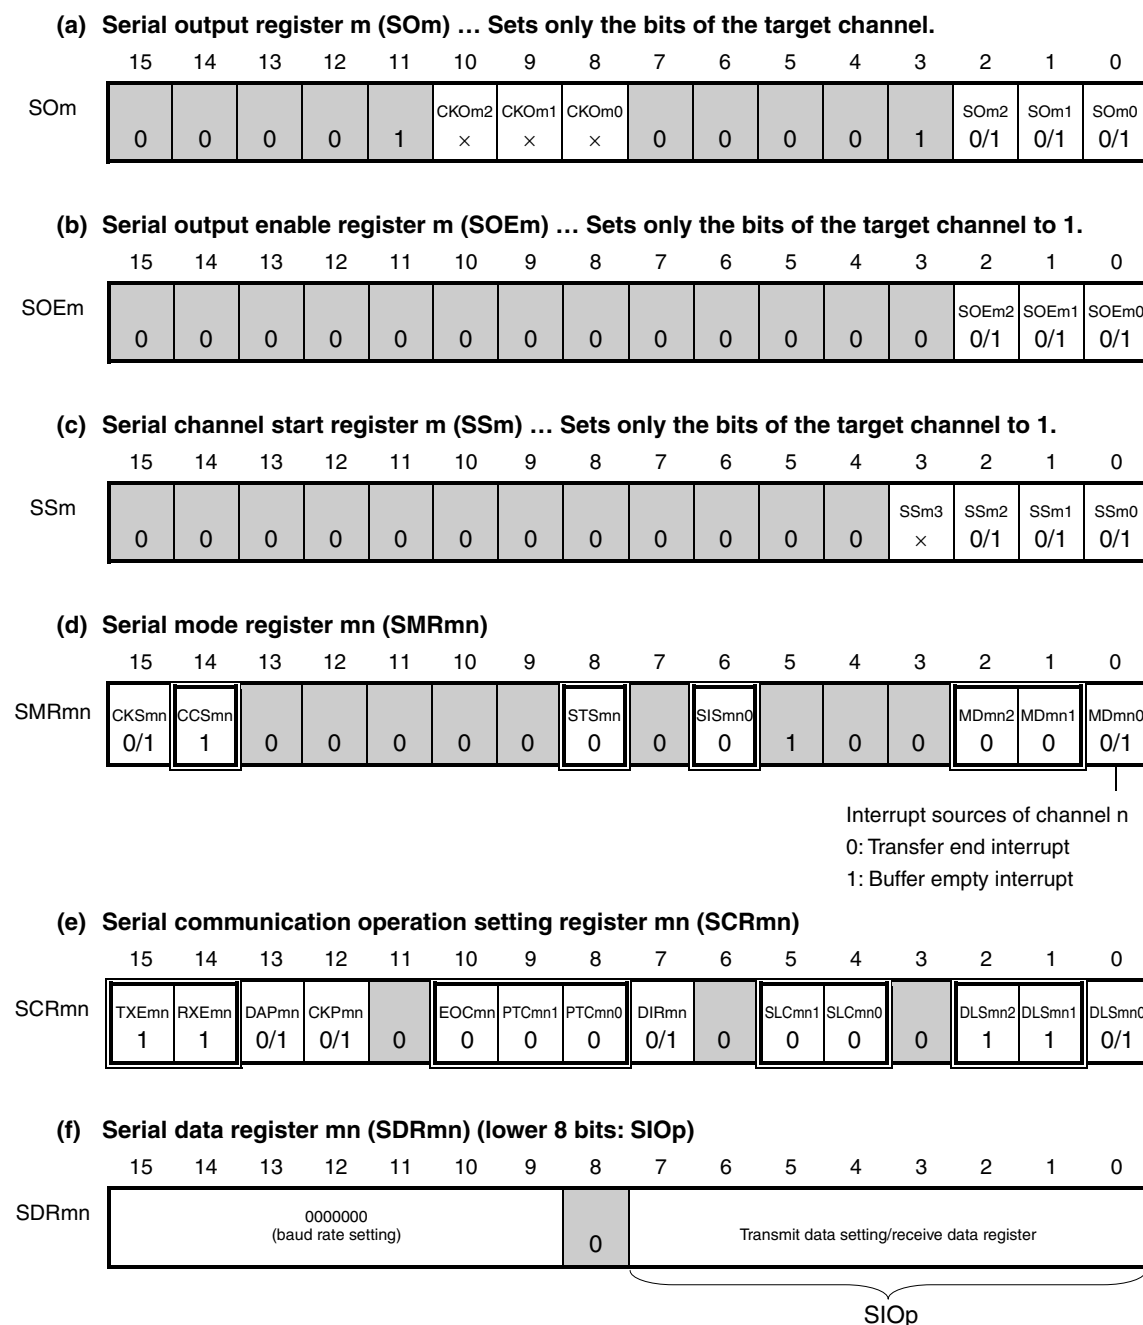 (a) Serial output register m (SOm) … Sets only the bits of the target channel.
15 14 13 12 11 10 9 8 7 6 5 4 3 2 1 0
SOm
CKOm2 CKOm1 CKOm0 SOm2 SOm1 SOm0
0 0 0 0 1 × × × 0 0 0 0 1 0/1 0/1 0/1
(b) Serial output enable register m (SOEm) … Sets only the bits of the target channel to 1.
15 14 13 12 11 10 9 8 7 6 5 4 3 2 1 0
SOEm
SOEm2 SOEm1 SOEm0
0 0 0 0 0 0 0 0 0 0 0 0 0 0/1 0/1 0/1
(c) Serial channel start register m (SSm) … Sets only the bits of the target channel to 1.
15 14 13 12 11 10 9 8 7 6 5 4 3 2 1 0
SSm
SSm3 SSm2 SSm1 SSm0
0 0 0 0 0 0 0 0 0 0 0 0 × 0/1 0/1 0/1
(d) Serial mode register mn (SMRmn)
15 14 13 12 11 10 9 8 7 6 5 4 3 2 1 0
SMRmn
CKSmn CCSmn STSmn SISmn0 MDmn2 MDmn1 MDmn0
0/1 1 0 0 0 0 0 0 0 0 1 0 0 0 0 0/1
Interrupt sources of channel n
0: Transfer end interrupt
1: Buffer empty interrupt
(e) Serial communication operation setting register mn (SCRmn)
15 14 13 12 11 10 9 8 7 6 5 4 3 2 1 0
SCRmn
TXEmn RXEmn DAPmn CKPmn EOCmn PTCmn1 PTCmn0 DIRmn SLCmn1 SLCmn0 DLSmn2 DLSmn1 DLSmn0
1 1 0/1 0/1 0 0 0 0 0/1 0 0 0 0 1 1 0/1
(f) Serial data register mn (SDRmn) (lower 8 bits: SIOp)
15 14 13 12 11 10 9 8 7 6 5 4 3 2 1 0
SDRmn
0000000
(baud rate setting)
0
Transmit data setting/receive data register
SIOp